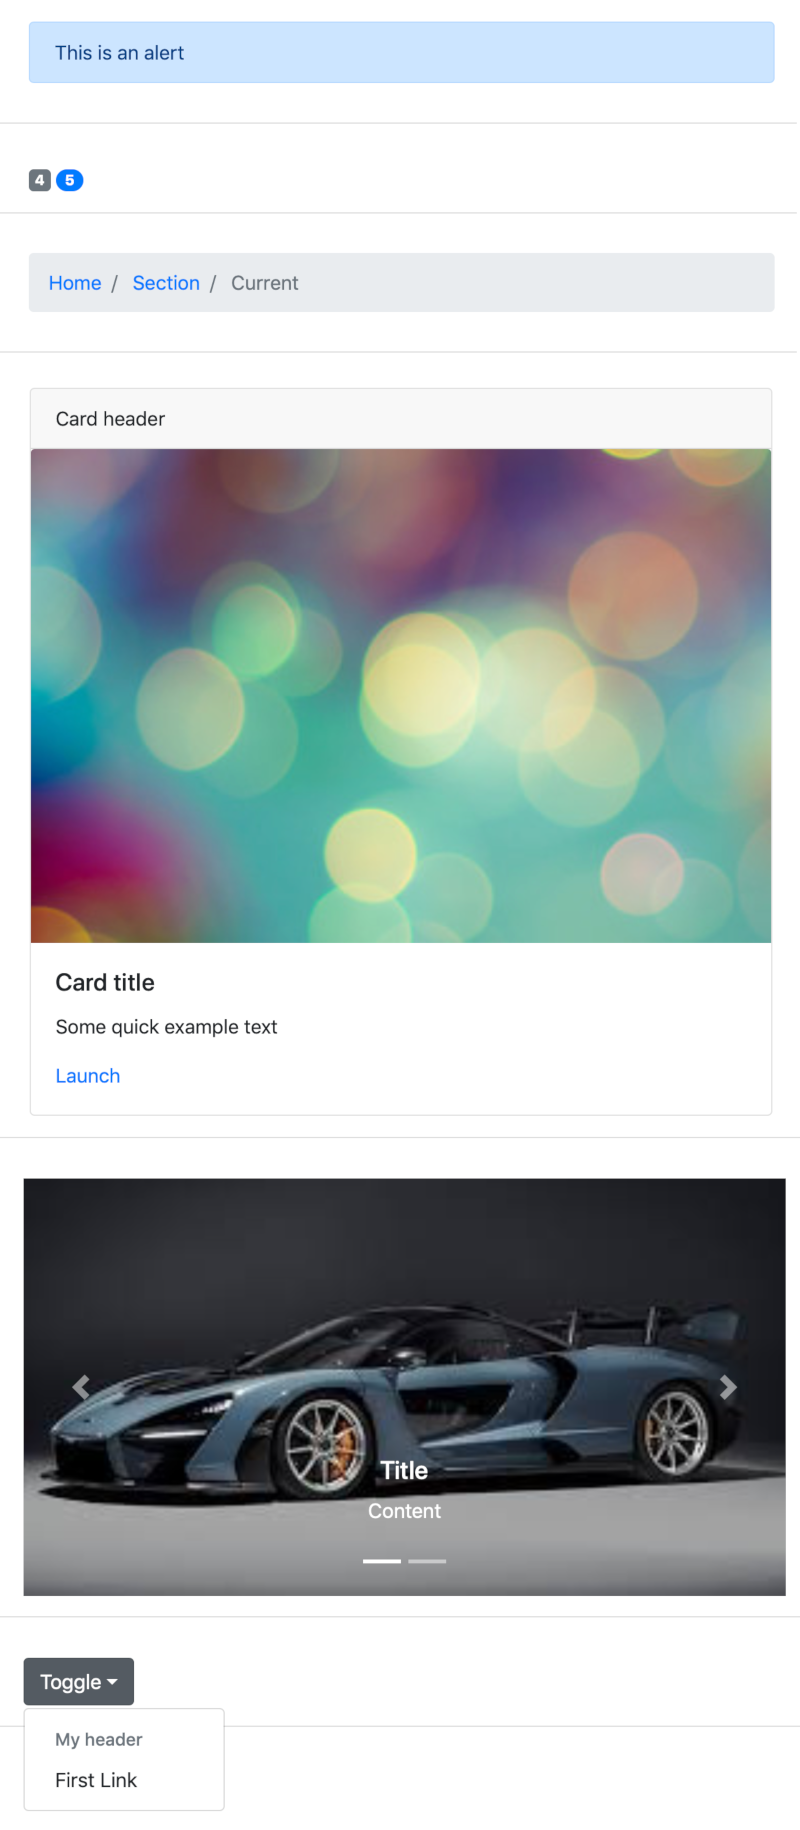 This is an alert
4 5
Home / Section / Current
Card header
Card title
Some quick example text
Launch
Title
Content
Toggle
My header
First Link